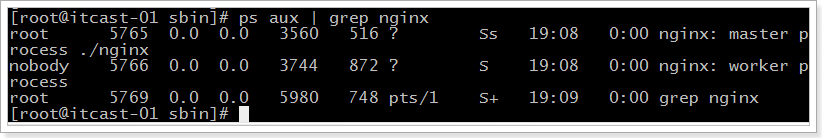 [root@itcast-01 sbin]# ps aux | grep nginx
root      5765  0.0  0.0   3560   516 ?        Ss   19:08   0:00 nginx: master p
rocess ./nginx
nobody    5766  0.0  0.0   3744   872 ?        S    19:08   0:00 nginx: worker p
rocess
root      5769  0.0  0.0   5980   748 pts/1    S+   19:09   0:00 grep nginx
[root@itcast-01 sbin]#